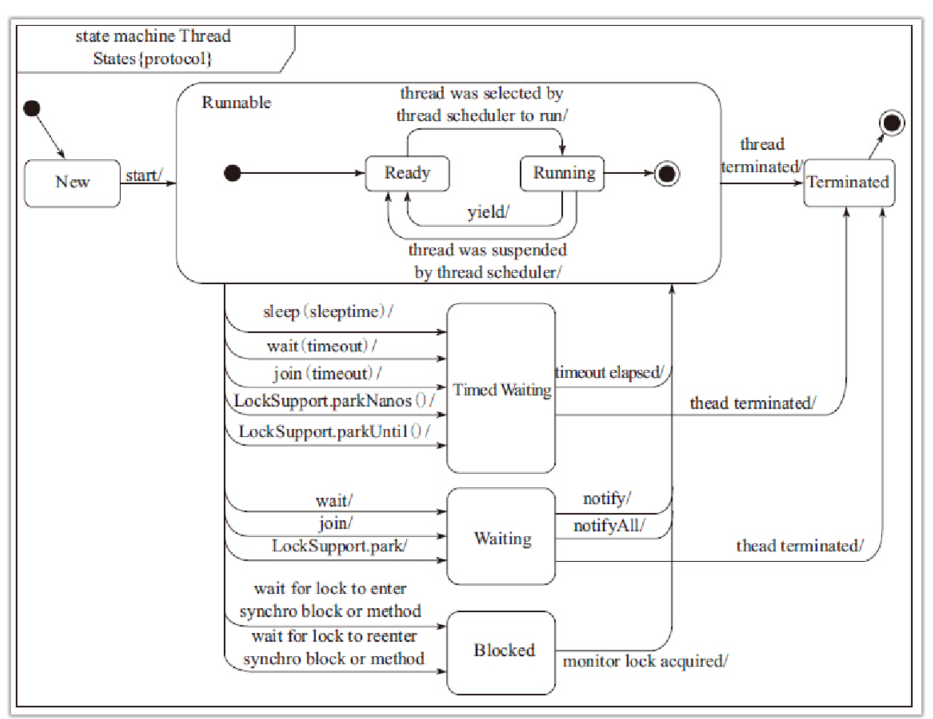 state machine Thread
States{protocol}
Runnable
thread was selected by
thread scheduler to run/
thread
terminated/
New
start/
Ready
Running
Terminated
yield/
thread was suspended
by thread scheduler/
sleep(sleeptime)/
wait(timeout)/
join(timeout)/
LockSupport.parkNanos()/
LockSupport.parkUntil()/
Timed Waiting
timeout elapsed/
thead terminated/
wait/
join/
LockSupport.park/
Waiting
notify/
notifyAll/
thead terminated/
wait for lock to enter
synchro block or method
wait for lock to reenter
synchro block or method
Blocked
monitor lock acquired/